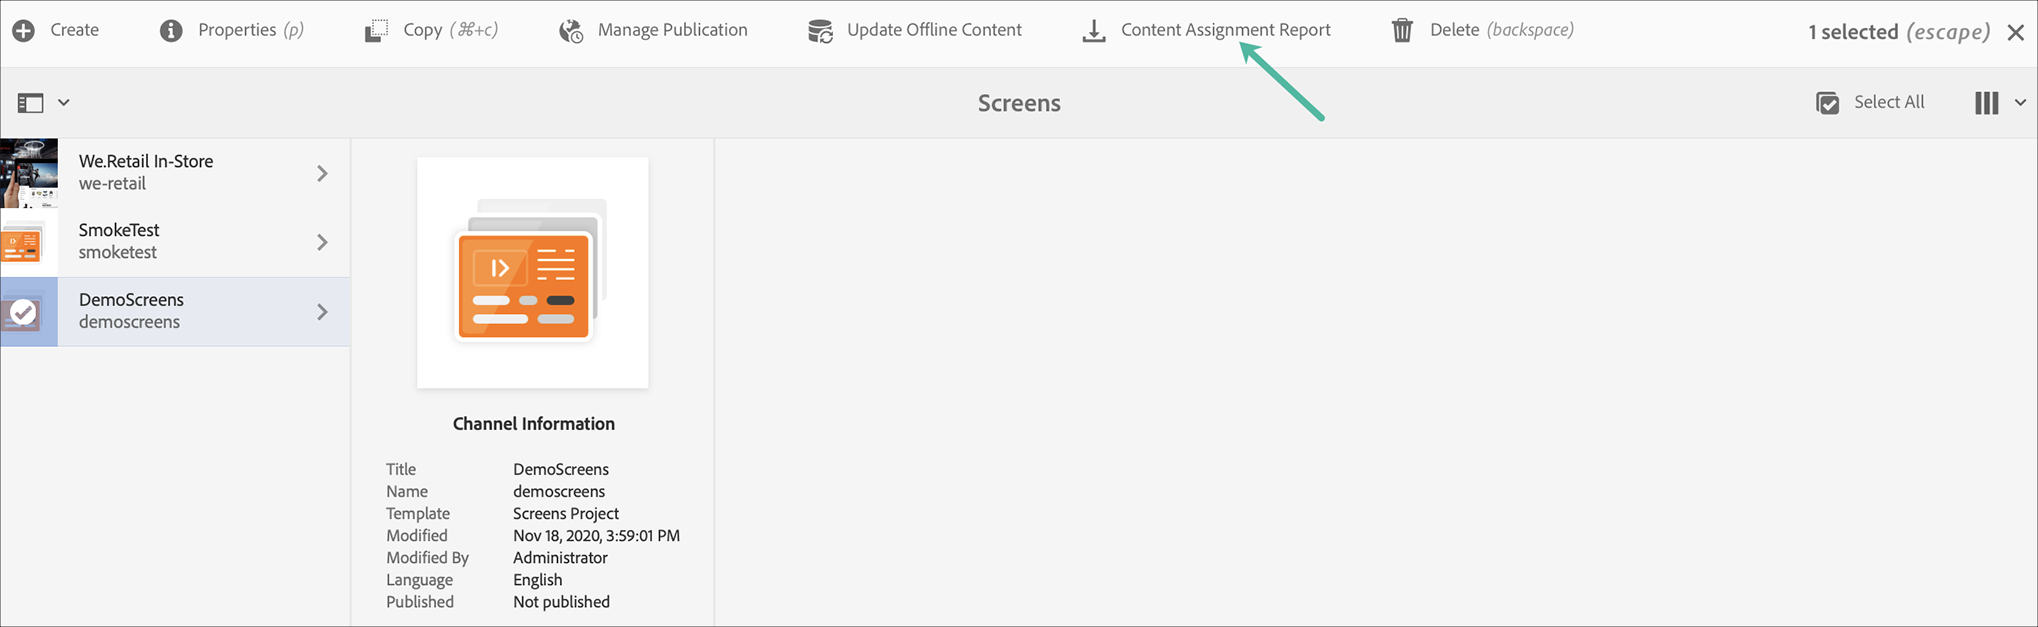 Create
Properties (p)
Copy (⌘+c)
Manage Publication
Update Offline Content
Content Assignment Report
Delete (backspace)
1 selected (escape)
Screens
Select All
We.Retail In-Store
we-retail
SmokeTest
smoketest
DemoScreens
demoscreens
Channel Information
Title DemoScreens
Name demoscreens
Template Screens Project
Modified Nov 18, 2020, 3:59:01 PM
Modified By Administrator
Language English
Published Not published